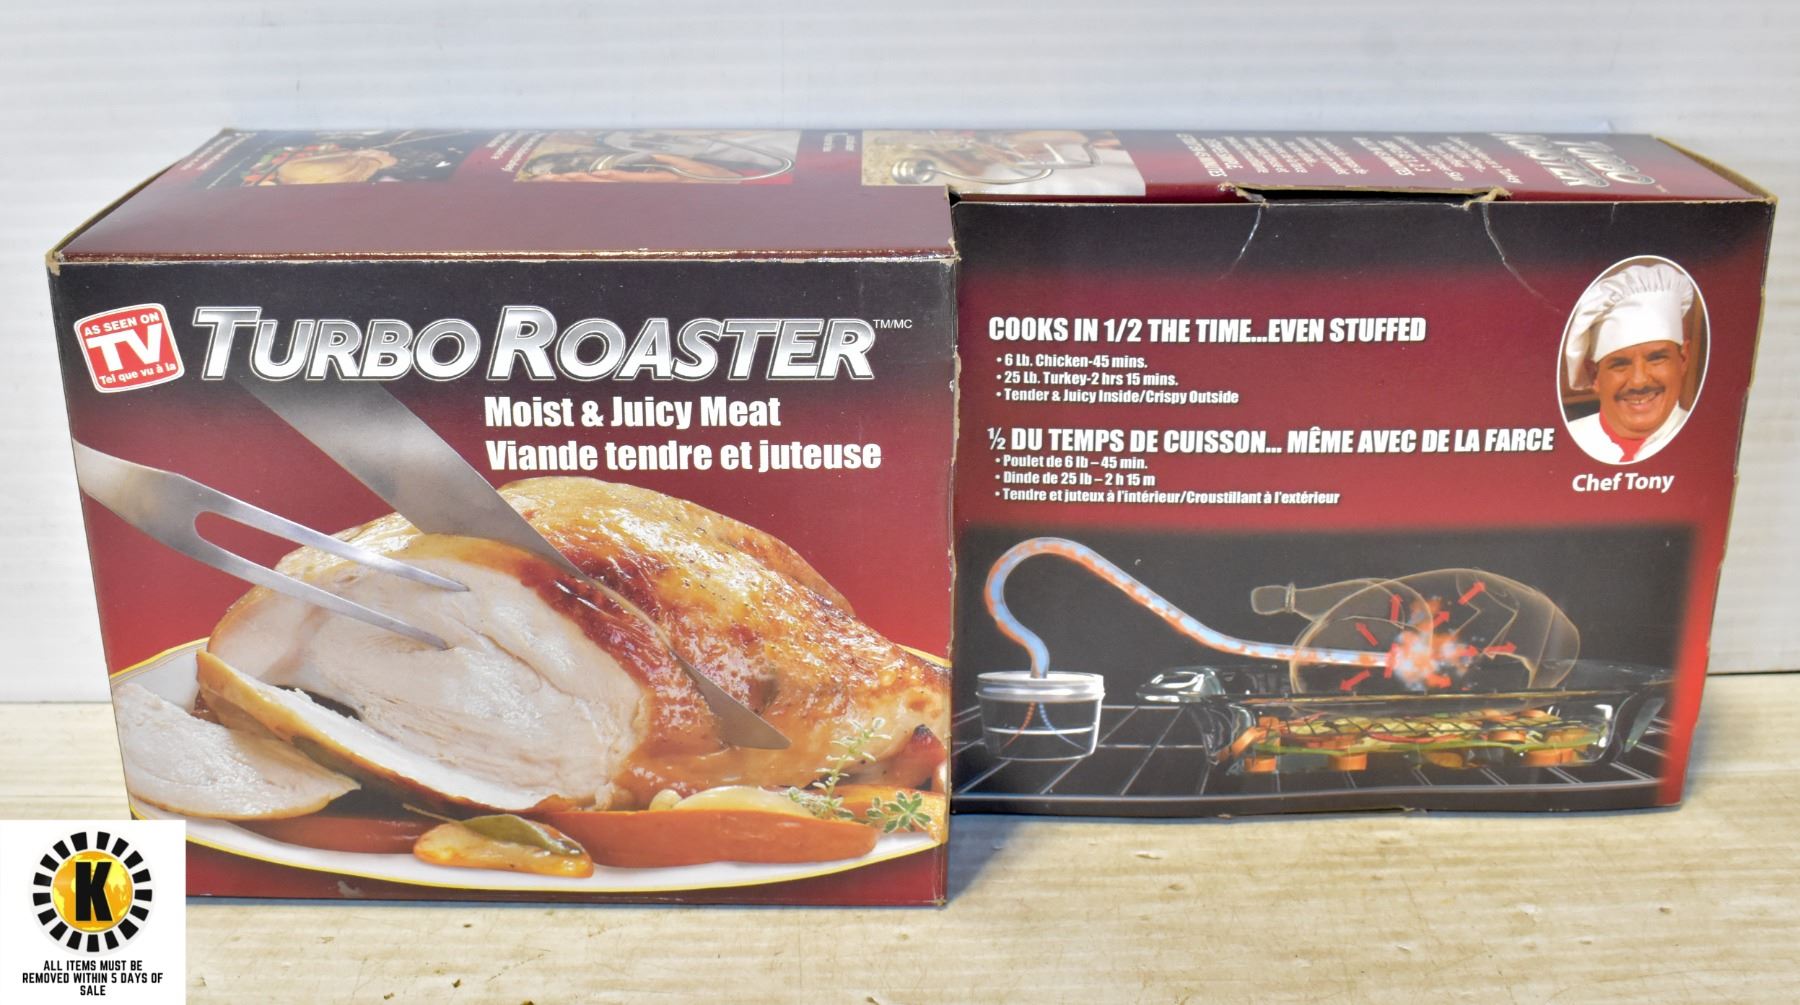 AS SEEN ON
TV
Tel que vu à la
TURBO ROASTER TM/MC
Moist & Juicy Meat
Viande tendre et juteuse
COOKS IN 1/2 THE TIME...EVEN STUFFED
• 6 Lb. Chicken-45 mins.
• 25 Lb. Turkey-2 hrs 15 mins.
• Tender & Juicy Inside/Crispy Outside
½ DU TEMPS DE CUISSON... MÊME AVEC DE LA FARCE
• Poulet de 6 lb – 45 min.
• Dinde de 25 lb – 2 h 15 m
• Tendre et juteux à l'intérieur/Croustillant à l'extérieur
Chef Tony
TURBO
ROASTER
K
ALL ITEMS MUST BE
REMOVED WITHIN 5 DAYS OF
SALE